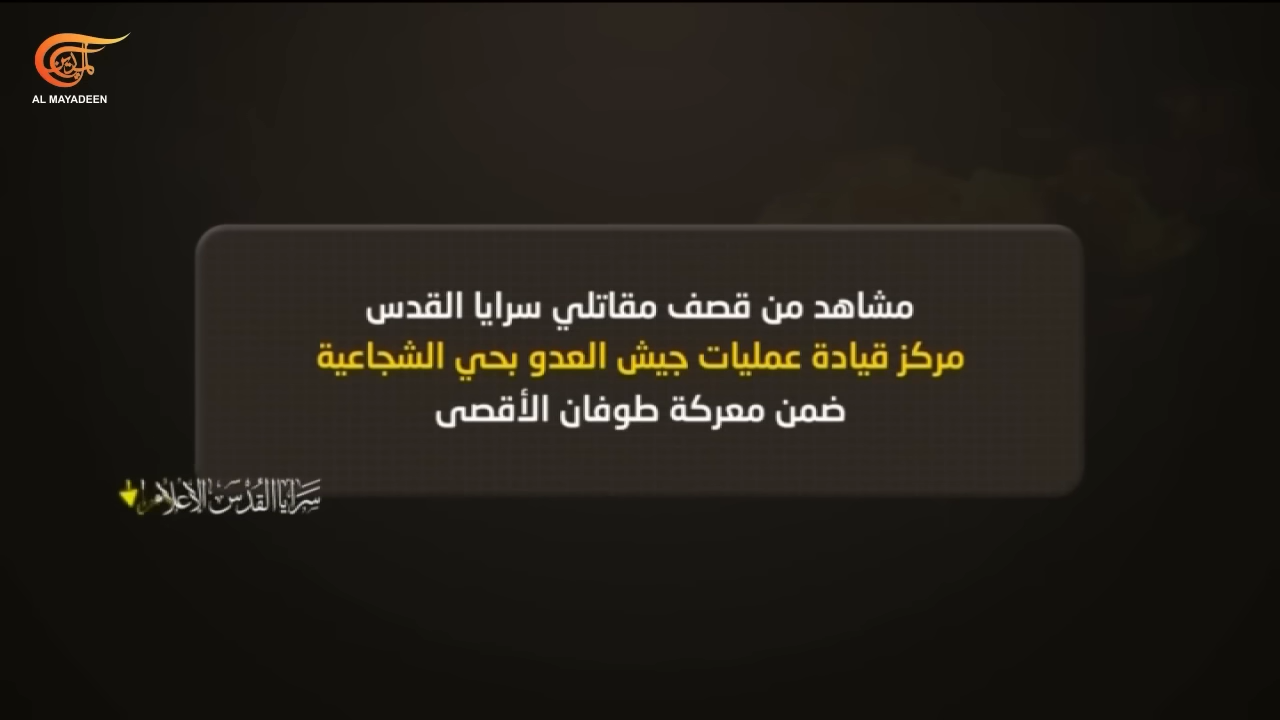 الميادين
AL MAYADEEN
مشاهد من قصف مقاتلي سرايا القدس
مركز قيادة عمليات جيش العدو بحي الشجاعية
ضمن معركة طوفان الأقصى
سرايا القدس الإعلام